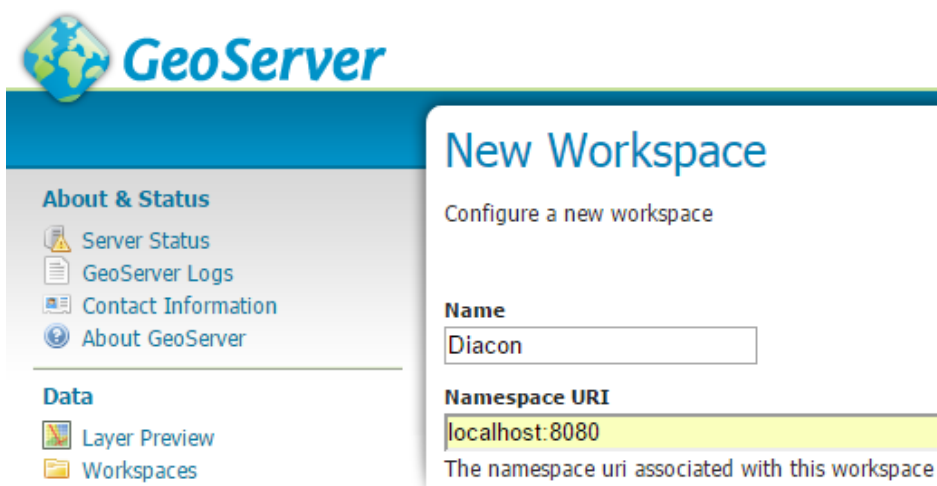 GeoServer
About & Status
Server Status
GeoServer Logs
Contact Information
About GeoServer
Data
Layer Preview
Workspaces
New Workspace
Configure a new workspace
Name
Diacon
Namespace URI
localhost:8080
The namespace uri associated with this workspace